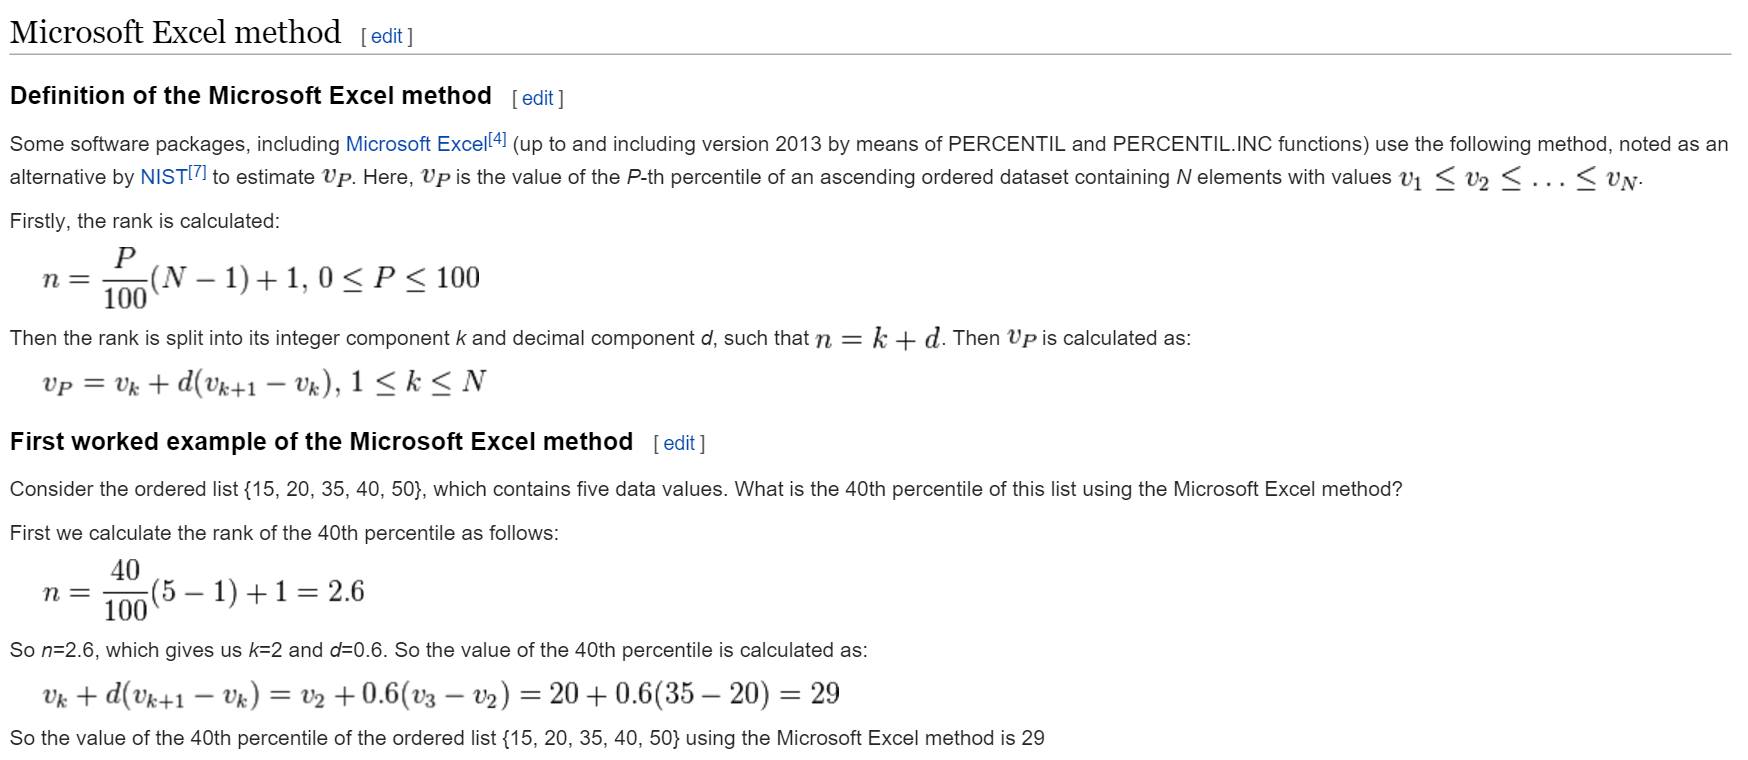 Microsoft Excel method [ edit ]
Definition of the Microsoft Excel method [ edit ]
Some software packages, including Microsoft Excel[4] (up to and including version 2013 by means of PERCENTIL and PERCENTIL.INC functions) use the following method, noted as an
alternative by NIST[7] to estimate v_P. Here, v_P is the value of the P-th percentile of an ascending ordered dataset containing N elements with values v_1 ≤ v_2 ≤ ... ≤ v_N.
Firstly, the rank is calculated:
n = P/100 (N − 1) + 1, 0 ≤ P ≤ 100
Then the rank is split into its integer component k and decimal component d, such that n = k + d. Then v_P is calculated as:
v_P = v_k + d(v_{k+1} − v_k), 1 ≤ k ≤ N
First worked example of the Microsoft Excel method [ edit ]
Consider the ordered list {15, 20, 35, 40, 50}, which contains five data values. What is the 40th percentile of this list using the Microsoft Excel method?
First we calculate the rank of the 40th percentile as follows:
n = 40/100 (5 − 1) + 1 = 2.6
So n=2.6, which gives us k=2 and d=0.6. So the value of the 40th percentile is calculated as:
v_k + d(v_{k+1} − v_k) = v_2 + 0.6(v_3 − v_2) = 20 + 0.6(35 − 20) = 29
So the value of the 40th percentile of the ordered list {15, 20, 35, 40, 50} using the Microsoft Excel method is 29